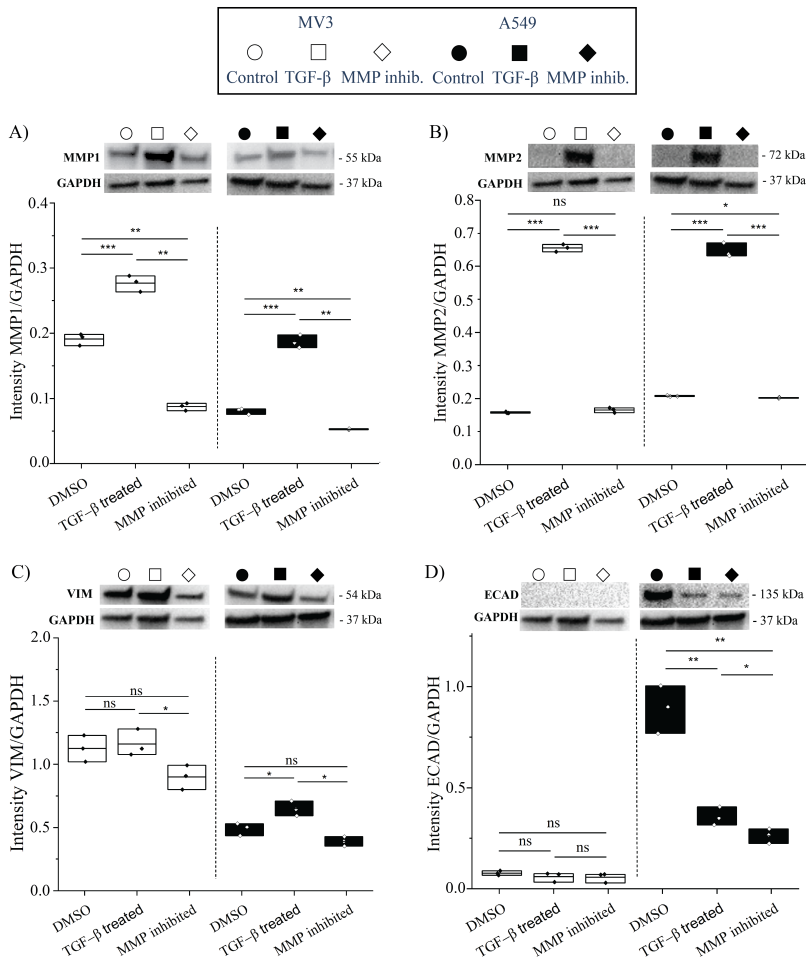 MV3 A549
Control TGF-β MMP inhib. Control TGF-β MMP inhib.
A)
MMP1 - 55 kDa
GAPDH - 37 kDa
Intensity MMP1/GAPDH
0.4
0.3
0.2
0.1
0.0
** *** ** ** *** **
DMSO TGF–β treated MMP inhibited DMSO TGF–β treated MMP inhibited
B)
MMP2 - 72 kDa
GAPDH - 37 kDa
Intensity MMP2/GAPDH
0.8
0.7
0.6
0.5
0.4
0.3
0.2
0.1
0.0
ns *** *** * *** ***
DMSO TGF–β treated MMP inhibited DMSO TGF–β treated MMP inhibited
C)
VIM - 54 kDa
GAPDH - 37 kDa
Intensity VIM/GAPDH
2.0
1.5
1.0
0.5
0.0
ns ns * ns * *
DMSO TGF–β treated MMP inhibited DMSO TGF–β treated MMP inhibited
D)
ECAD - 135 kDa
GAPDH - 37 kDa
Intensity ECAD/GAPDH
1.0
0.5
0.0
ns ns ns ** ** *
DMSO TGF–β treated MMP inhibited DMSO TGF–β treated MMP inhibited